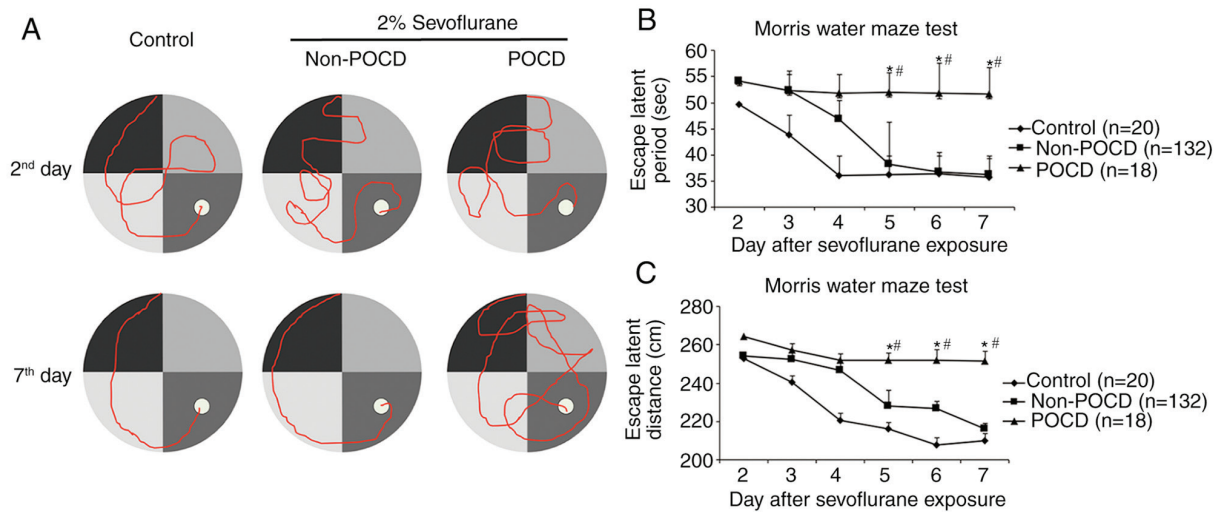 A
Control
2% Sevoflurane
Non-POCD
POCD
2nd day
7th day
B
Morris water maze test
Escape latent
period (sec)
60
55
50
45
40
35
30
*#
*#
*#
2 3 4 5 6 7
Day after sevoflurane exposure
Control (n=20)
Non-POCD (n=132)
POCD (n=18)
C
Morris water maze test
Escape latent
distance (cm)
280
260
240
220
200
*#
*#
*#
2 3 4 5 6 7
Day after sevoflurane exposure
Control (n=20)
Non-POCD (n=132)
POCD (n=18)